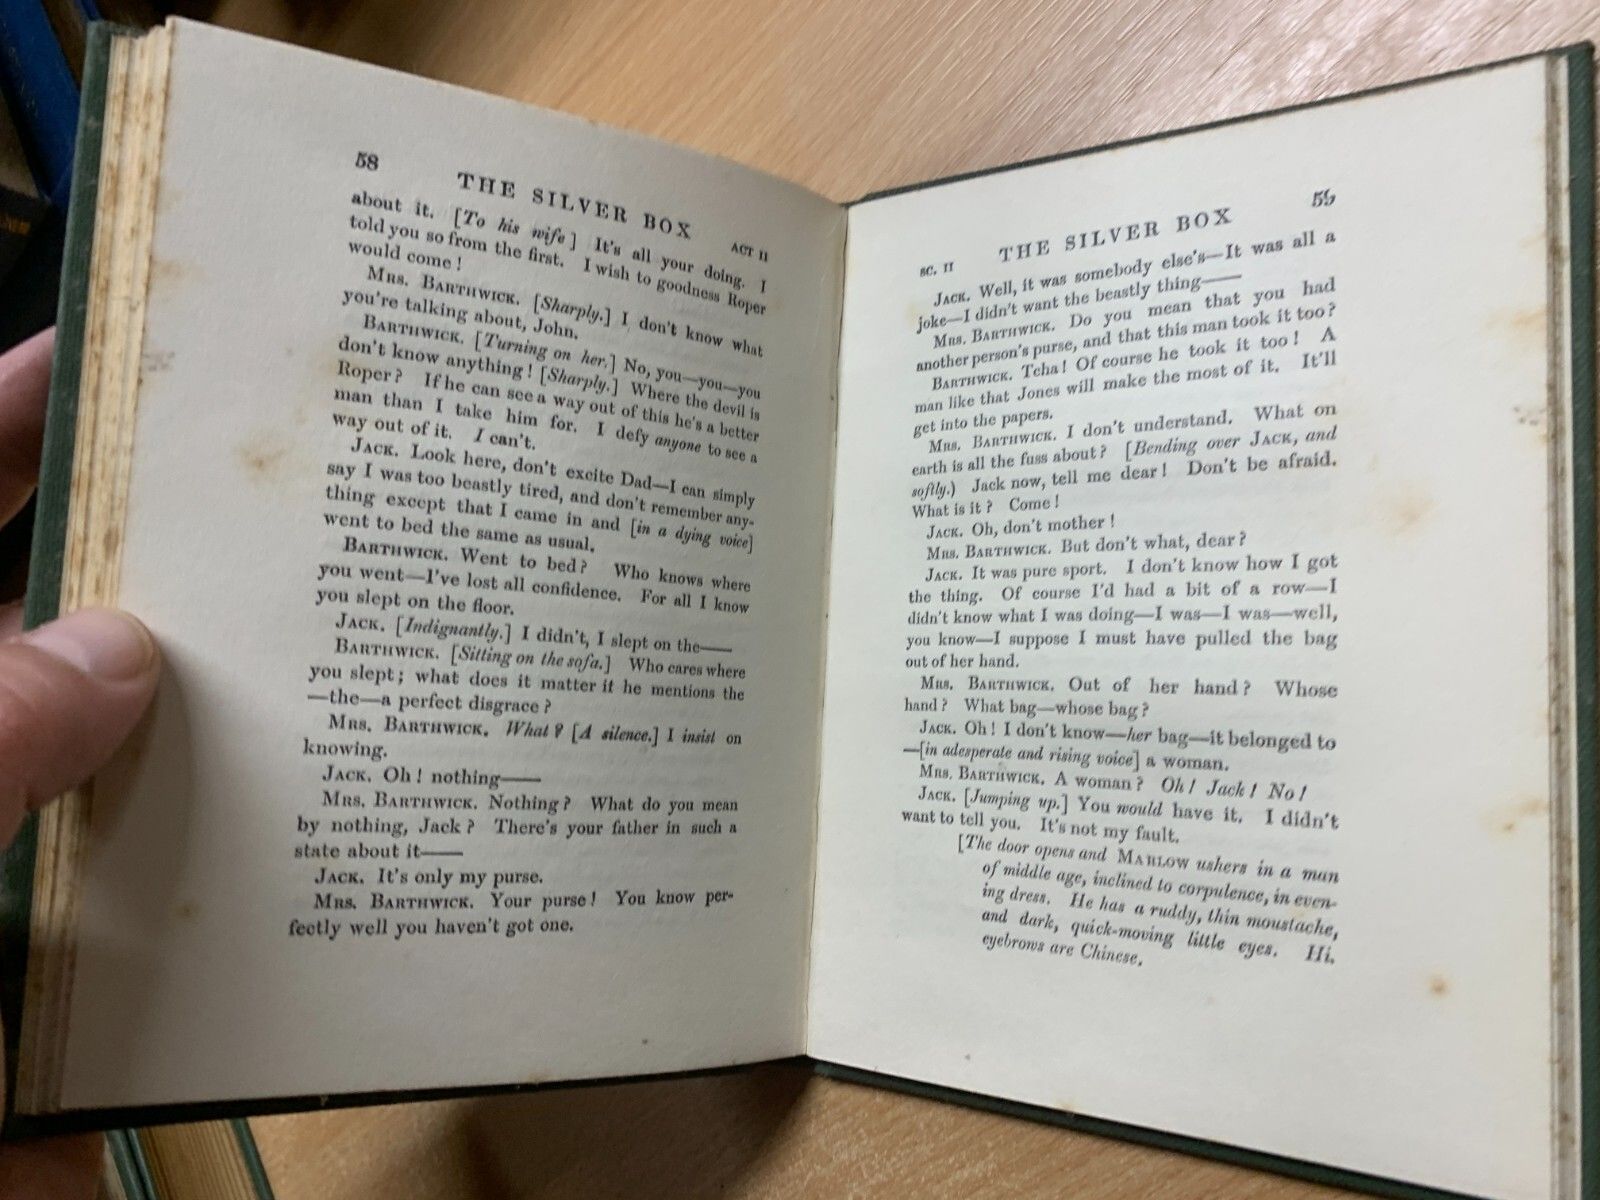 58
THE SILVER BOX
ACT II
about it. [To his wife] It's all your doing. I
told you so from the first. I wish to goodness Roper
would come!
Mrs. Barthwick. [Sharply.] I don't know what
you're talking about, John.
Barthwick. [Turning on her.] No, you—you—you
don't know anything! [Sharply.] Where the devil is
Roper? If he can see a way out of this he's a better
man than I take him for. I defy anyone to see a
way out of it. I can't.
Jack. Look here, don't excite Dad—I can simply
say I was too beastly tired, and don't remember any-
thing except that I came in and [in a dying voice]
went to bed the same as usual.
Barthwick. Went to bed? Who knows where
you went—I've lost all confidence. For all I know
you slept on the floor.
Jack. [Indignantly.] I didn't, I slept on the——
Barthwick. [Sitting on the sofa.] Who cares where
you slept; what does it matter if he mentions the
—the—a perfect disgrace?
Mrs. Barthwick. What? [A silence.] I insist on
knowing.
Jack. Oh! nothing——
Mrs. Barthwick. Nothing? What do you mean
by nothing, Jack? There's your father in such a
state about it——
Jack. It's only my purse.
Mrs. Barthwick. Your purse! You know per-
fectly well you haven't got one.
SC. II
THE SILVER BOX
59
Jack. Well, it was somebody else's—It was all a
joke—I didn't want the beastly thing——
Mrs. Barthwick. Do you mean that you had
another person's purse, and that this man took it too?
Barthwick. Tcha! Of course he took it too! A
man like that Jones will make the most of it. It'll
get into the papers.
Mrs. Barthwick. I don't understand. What on
earth is all the fuss about? [Bending over Jack, and
softly.) Jack now, tell me dear! Don't be afraid.
What is it? Come!
Jack. Oh, don't mother!
Mrs. Barthwick. But don't what, dear?
Jack. It was pure sport. I don't know how I got
the thing. Of course I'd had a bit of a row—I
didn't know what I was doing—I was—I was—well,
you know—I suppose I must have pulled the bag
out of her hand.
Mrs. Barthwick. Out of her hand? Whose
hand? What bag—whose bag?
Jack. Oh! I don't know—her bag—it belonged to
—[in a desperate and rising voice] a woman.
Mrs. Barthwick. A woman? Oh! Jack! No!
Jack. [Jumping up.] You would have it. I didn't
want to tell you. It's not my fault.
[The door opens and Marlow ushers in a man
of middle age, inclined to corpulence, in even-
ing dress. He has a ruddy, thin moustache,
and dark, quick-moving little eyes. His
eyebrows are Chinese.